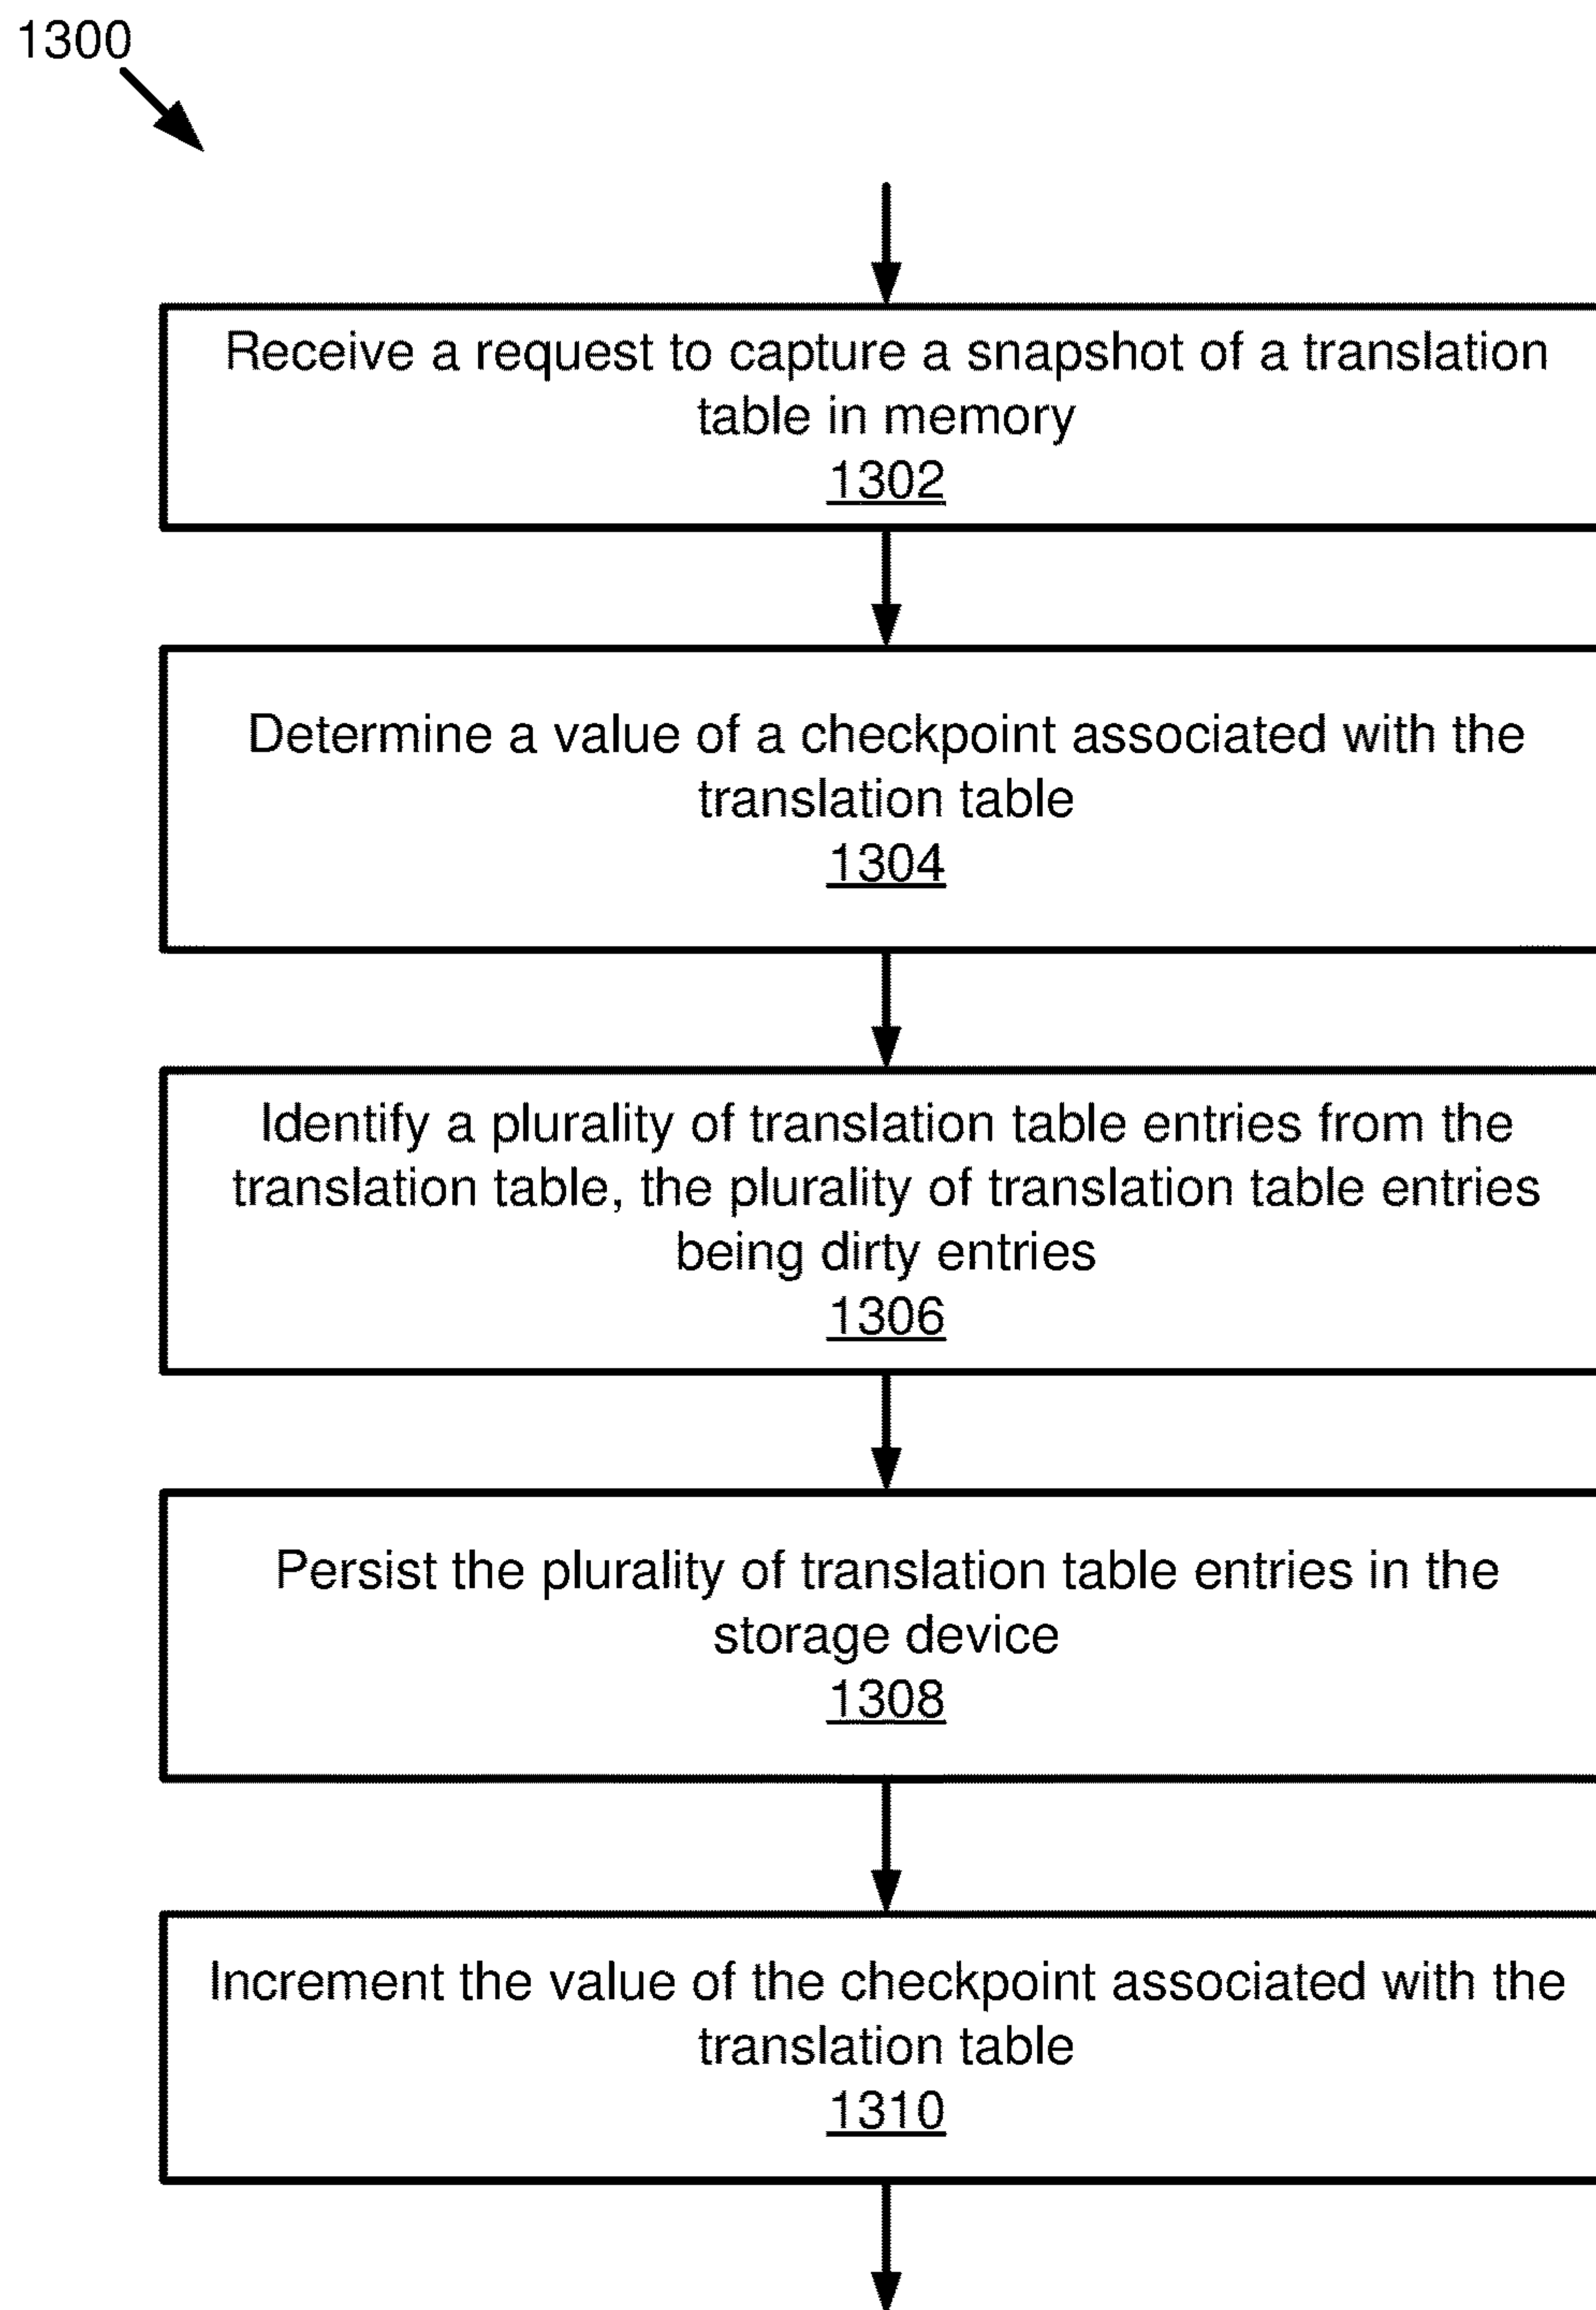 1300
Receive a request to capture a snapshot of a translation
table in memory
1302
Determine a value of a checkpoint associated with the
translation table
1304
Identify a plurality of translation table entries from the
translation table, the plurality of translation table entries
being dirty entries
1306
Persist the plurality of translation table entries in the
storage device
1308
Increment the value of the checkpoint associated with the
translation table
1310